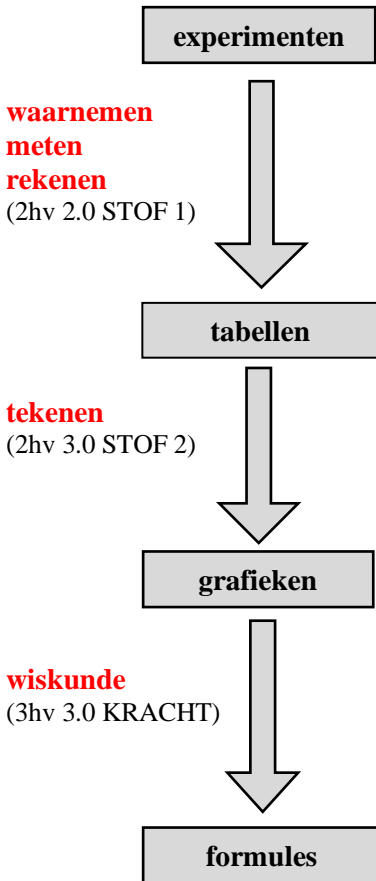 experimenten
waarnemen
meten
rekenen
(2hv 2.0 STOF 1)
tabellen
tekenen
(2hv 3.0 STOF 2)
grafieken
wiskunde
(3hv 3.0 KRACHT)
formules